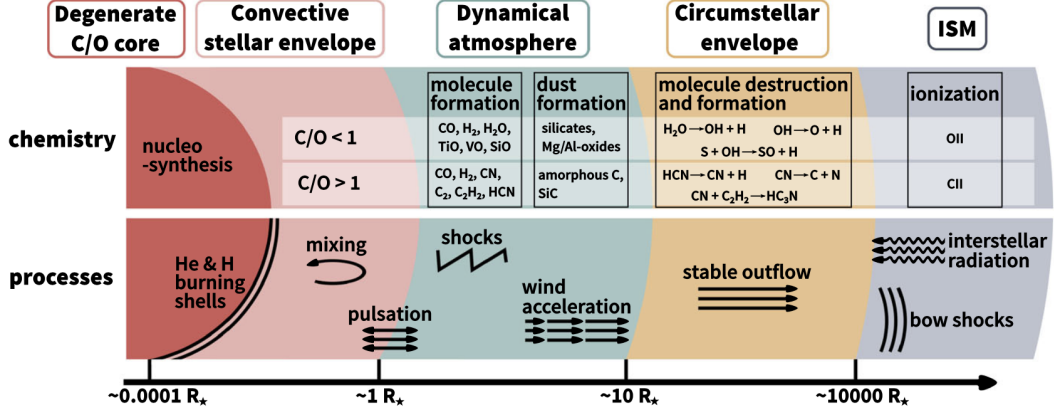 Degenerate
C/O core
Convective
stellar envelope
Dynamical
atmosphere
Circumstellar
envelope
ISM
chemistry
nucleo
-synthesis
C/O < 1
C/O > 1
molecule
formation
CO, H₂, H₂O,
TiO, VO, SiO
CO, H₂, CN,
C₂, C₂H₂, HCN
dust
formation
silicates,
Mg/Al-oxides
amorphous C,
SiC
molecule destruction
and formation
H₂O→OH + H OH→O + H
S + OH→SO + H
HCN→CN + H CN→C + N
CN + C₂H₂→HC₃N
ionization
OII
CII
processes
He & H
burning
shells
mixing
pulsation
shocks
wind
acceleration
stable outflow
interstellar
radiation
bow shocks
~0.0001 R★
~1 R★
~10 R★
~10000 R★